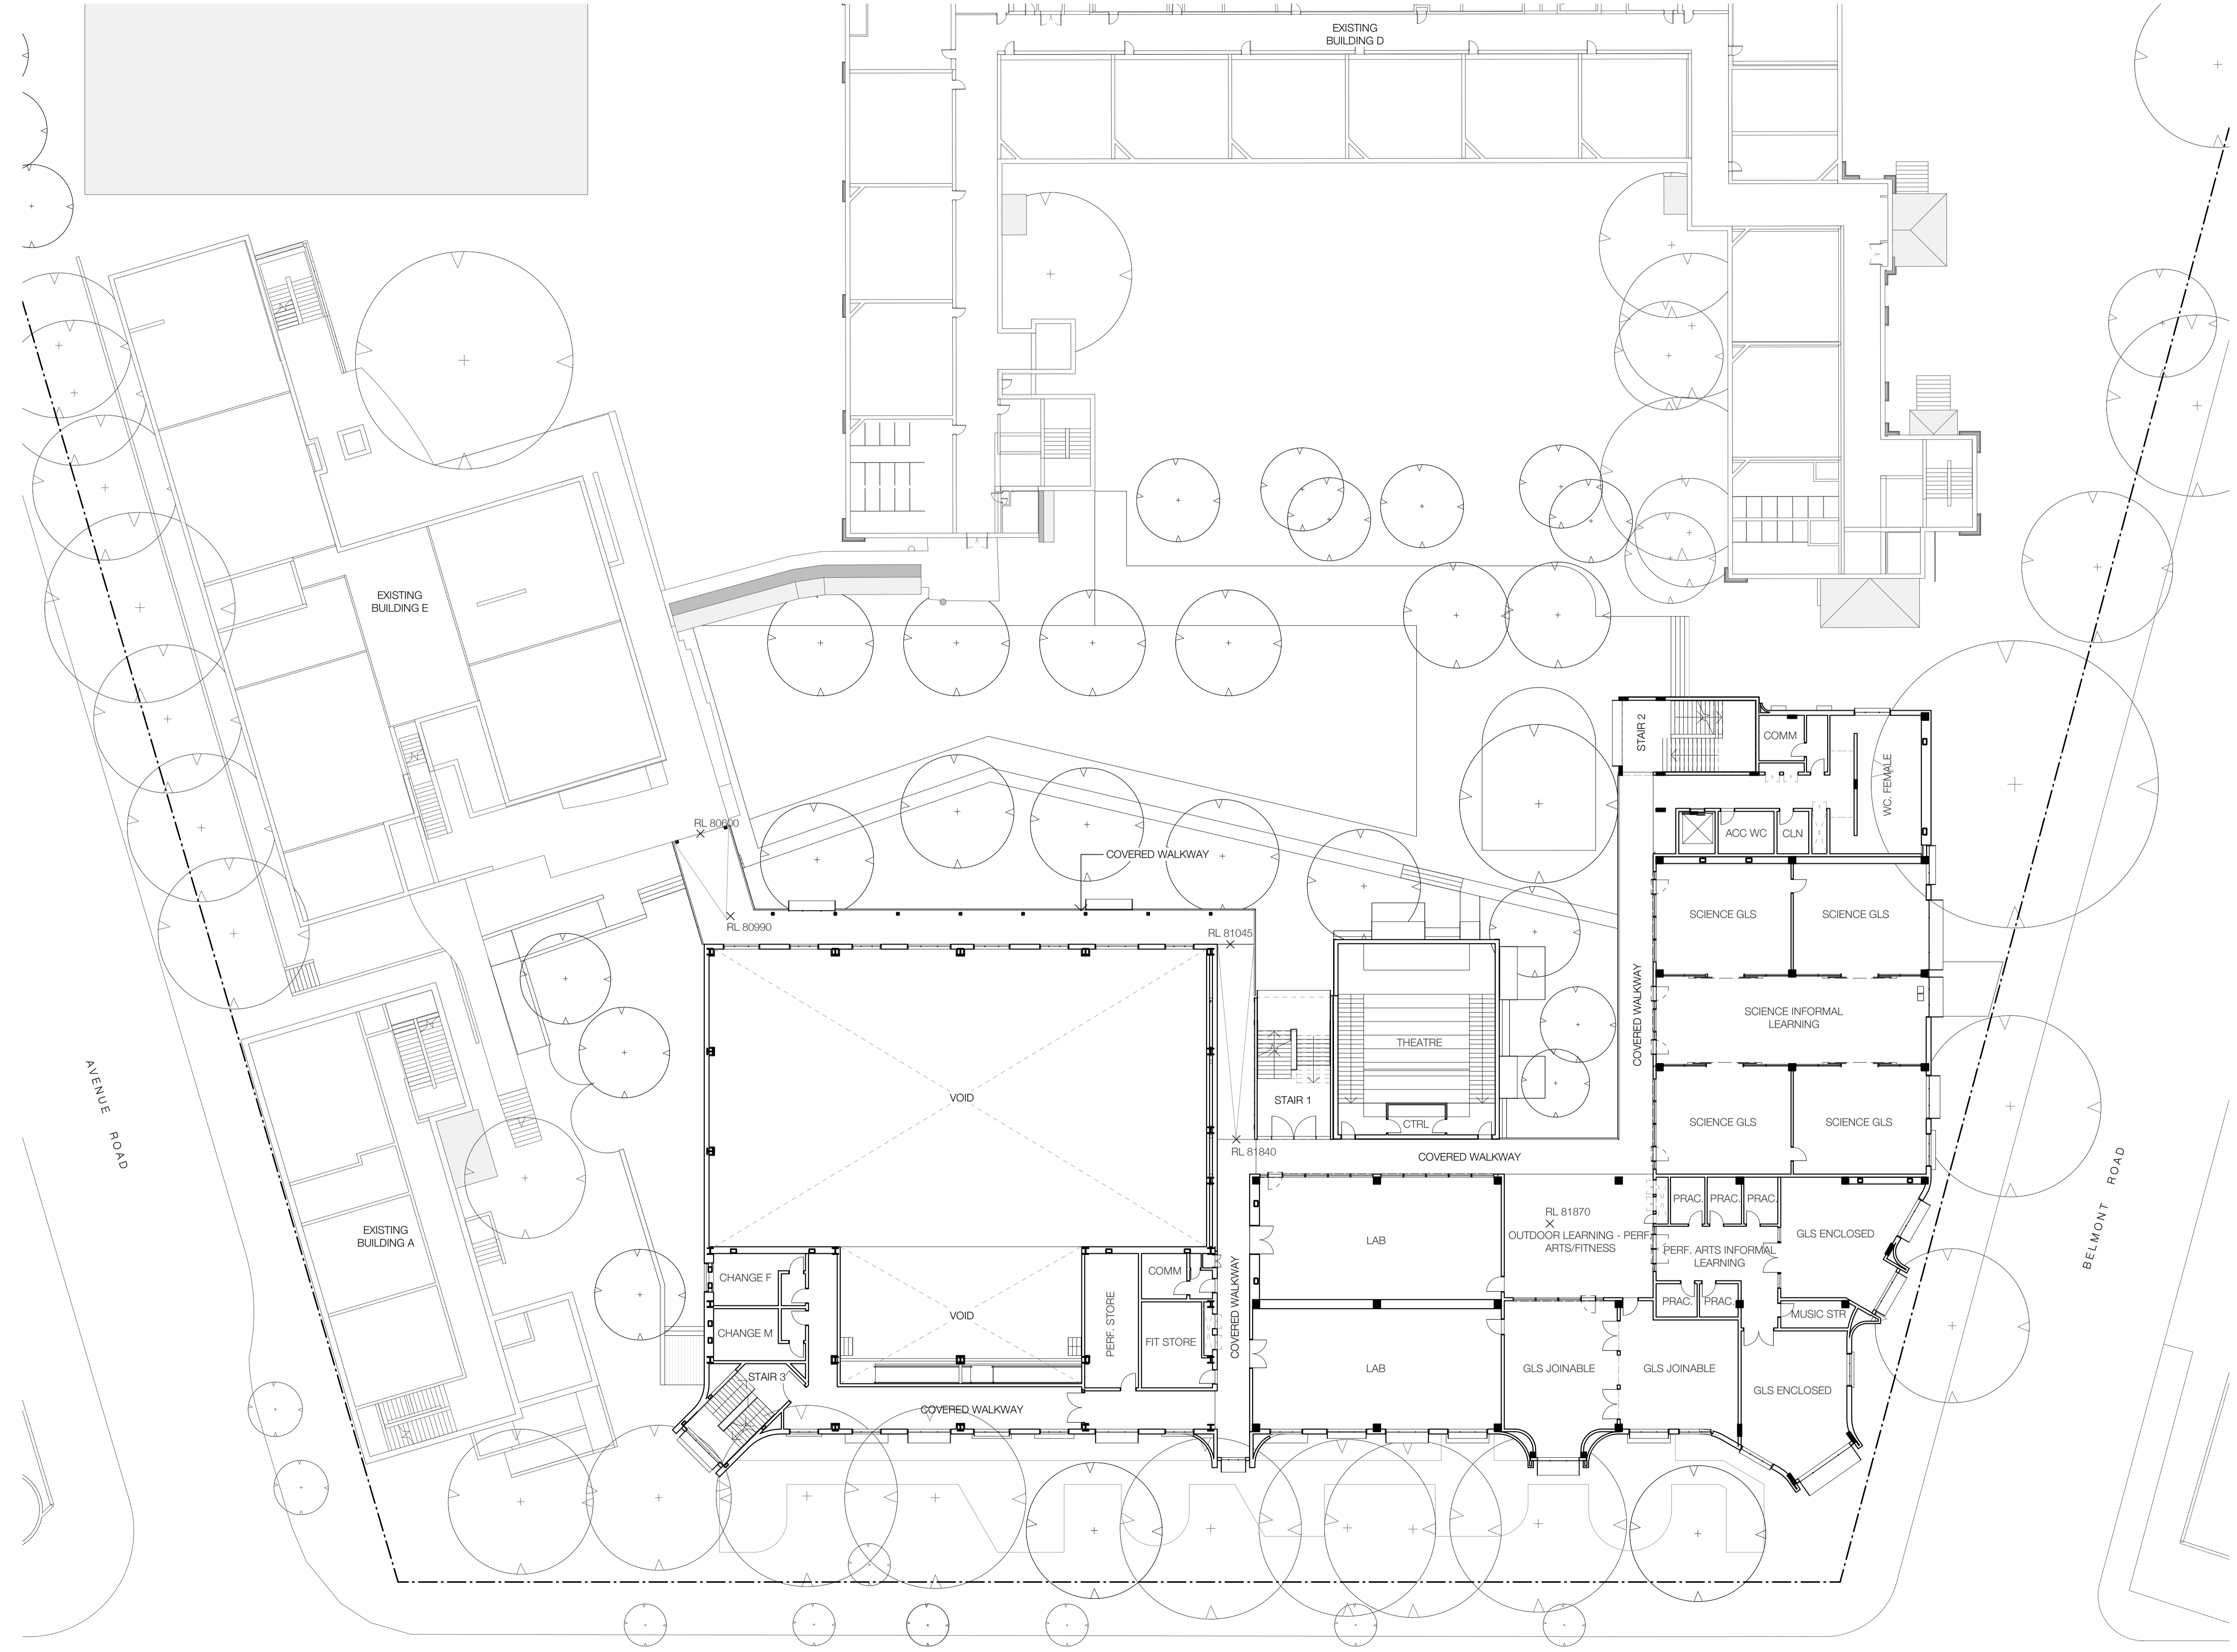 EXISTING
BUILDING D
EXISTING
BUILDING E
STAIR 2
COMM
WC. FEMALE
RL 80600
ACC WC
CLN
COVERED WALKWAY
RL 80990
RL 81045
SCIENCE GLS
SCIENCE GLS
COVERED WALKWAY
SCIENCE INFORMAL
LEARNING
THEATRE
VOID
STAIR 1
CTRL
SCIENCE GLS
SCIENCE GLS
AVENUE ROAD
RL 81840
COVERED WALKWAY
BELMONT ROAD
PRAC.
PRAC.
PRAC.
RL 81870
OUTDOOR LEARNING - PERF.
ARTS/FITNESS
EXISTING
BUILDING A
LAB
GLS ENCLOSED
PERF. ARTS INFORMAL
LEARNING
CHANGE F
COMM
PRAC.
PRAC.
MUSIC STR
VOID
PERF. STORE
COVERED WALKWAY
CHANGE M
FIT STORE
LAB
GLS JOINABLE
GLS JOINABLE
STAIR 3
GLS ENCLOSED
COVERED WALKWAY